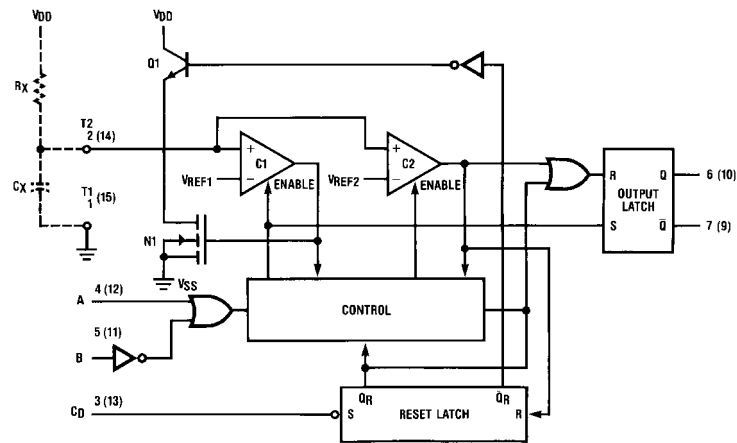 VDD
VDD
Q1
RX
T2
2 (14)
CX
T1
1 (15)
+
C1
VREF1
−
ENABLE
+
C2
VREF2
−
ENABLE
R
Q
6 (10)
OUTPUT
LATCH
S
Q̄
7 (9)
N1
VSS
4 (12)
A
5 (11)
B
CONTROL
3 (13)
CD
QR
Q̄R
S
RESET LATCH
R